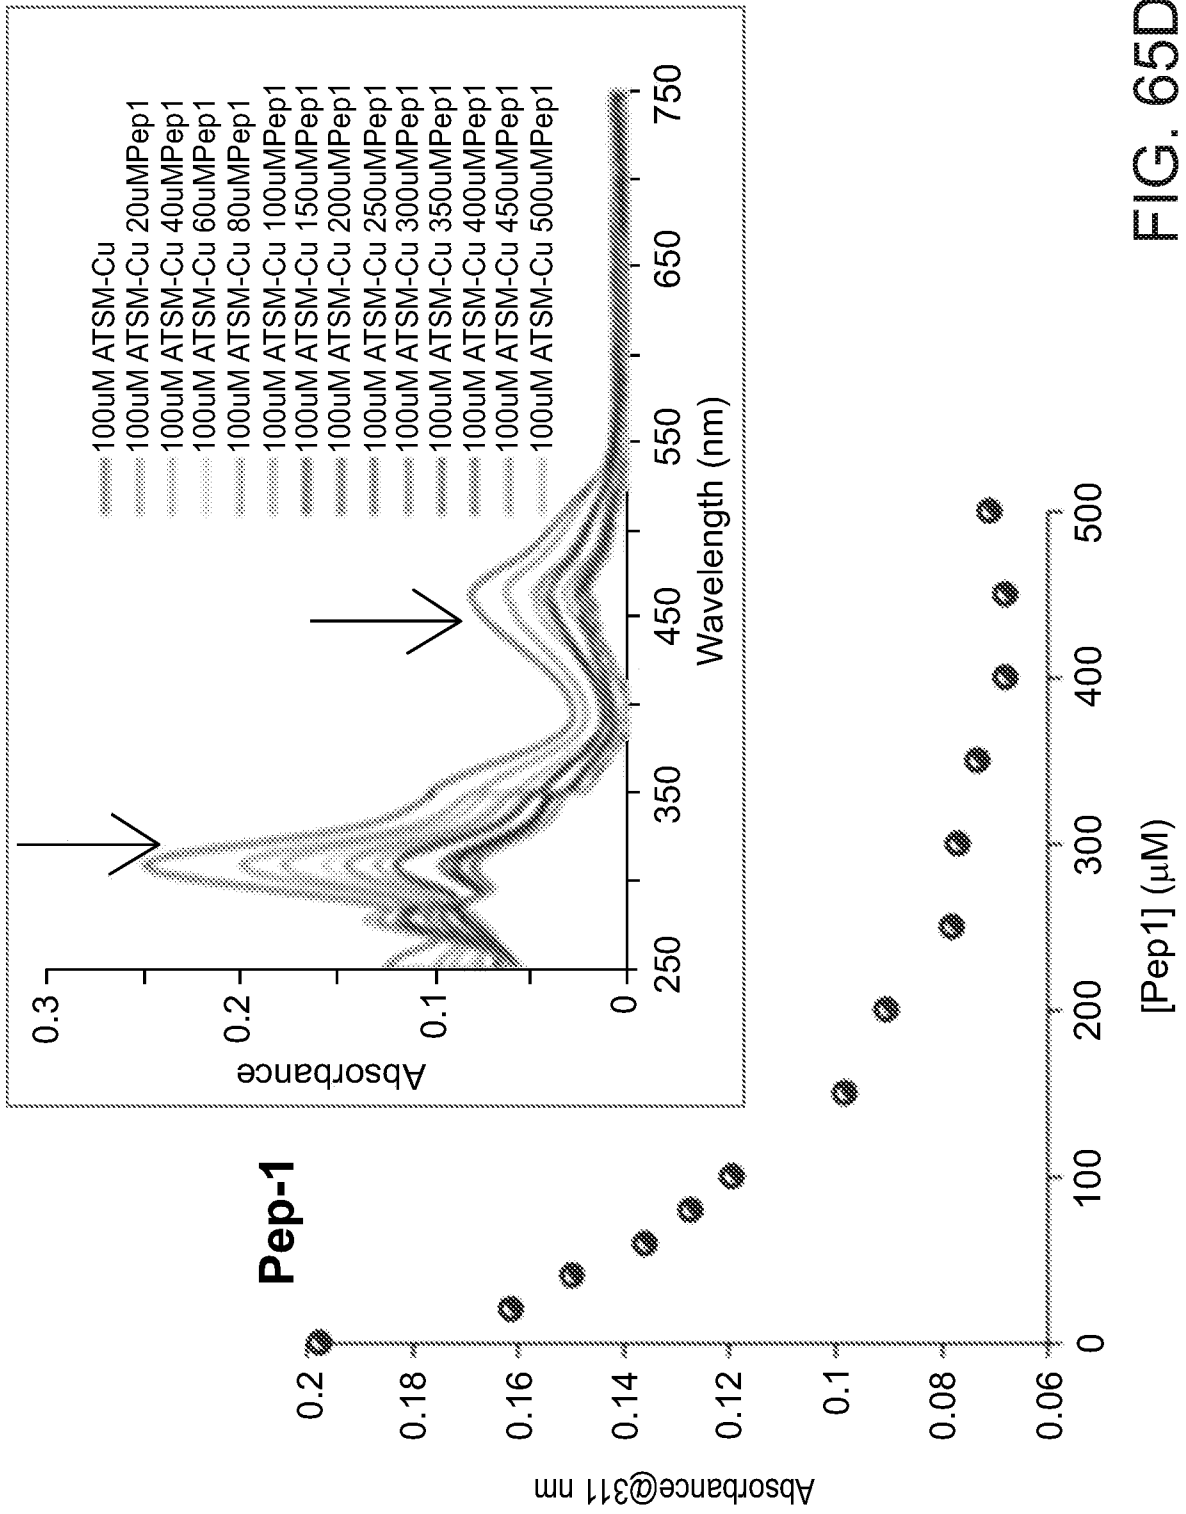 Pep-1
Absorbance@311 nm
0.2
0.18
0.16
0.14
0.12
0.1
0.08
0.06
0
100
200
300
400
500
[Pep1] (μM)
Absorbance
0.3
0.2
0.1
0
250
350
450
550
650
750
Wavelength (nm)
100uM ATSM-Cu
100uM ATSM-Cu 20uMPep1
100uM ATSM-Cu 40uMPep1
100uM ATSM-Cu 60uMPep1
100uM ATSM-Cu 80uMPep1
100uM ATSM-Cu 100uMPep1
100uM ATSM-Cu 150uMPep1
100uM ATSM-Cu 200uMPep1
100uM ATSM-Cu 250uMPep1
100uM ATSM-Cu 300uMPep1
100uM ATSM-Cu 350uMPep1
100uM ATSM-Cu 400uMPep1
100uM ATSM-Cu 450uMPep1
100uM ATSM-Cu 500uMPep1
FIG. 65D